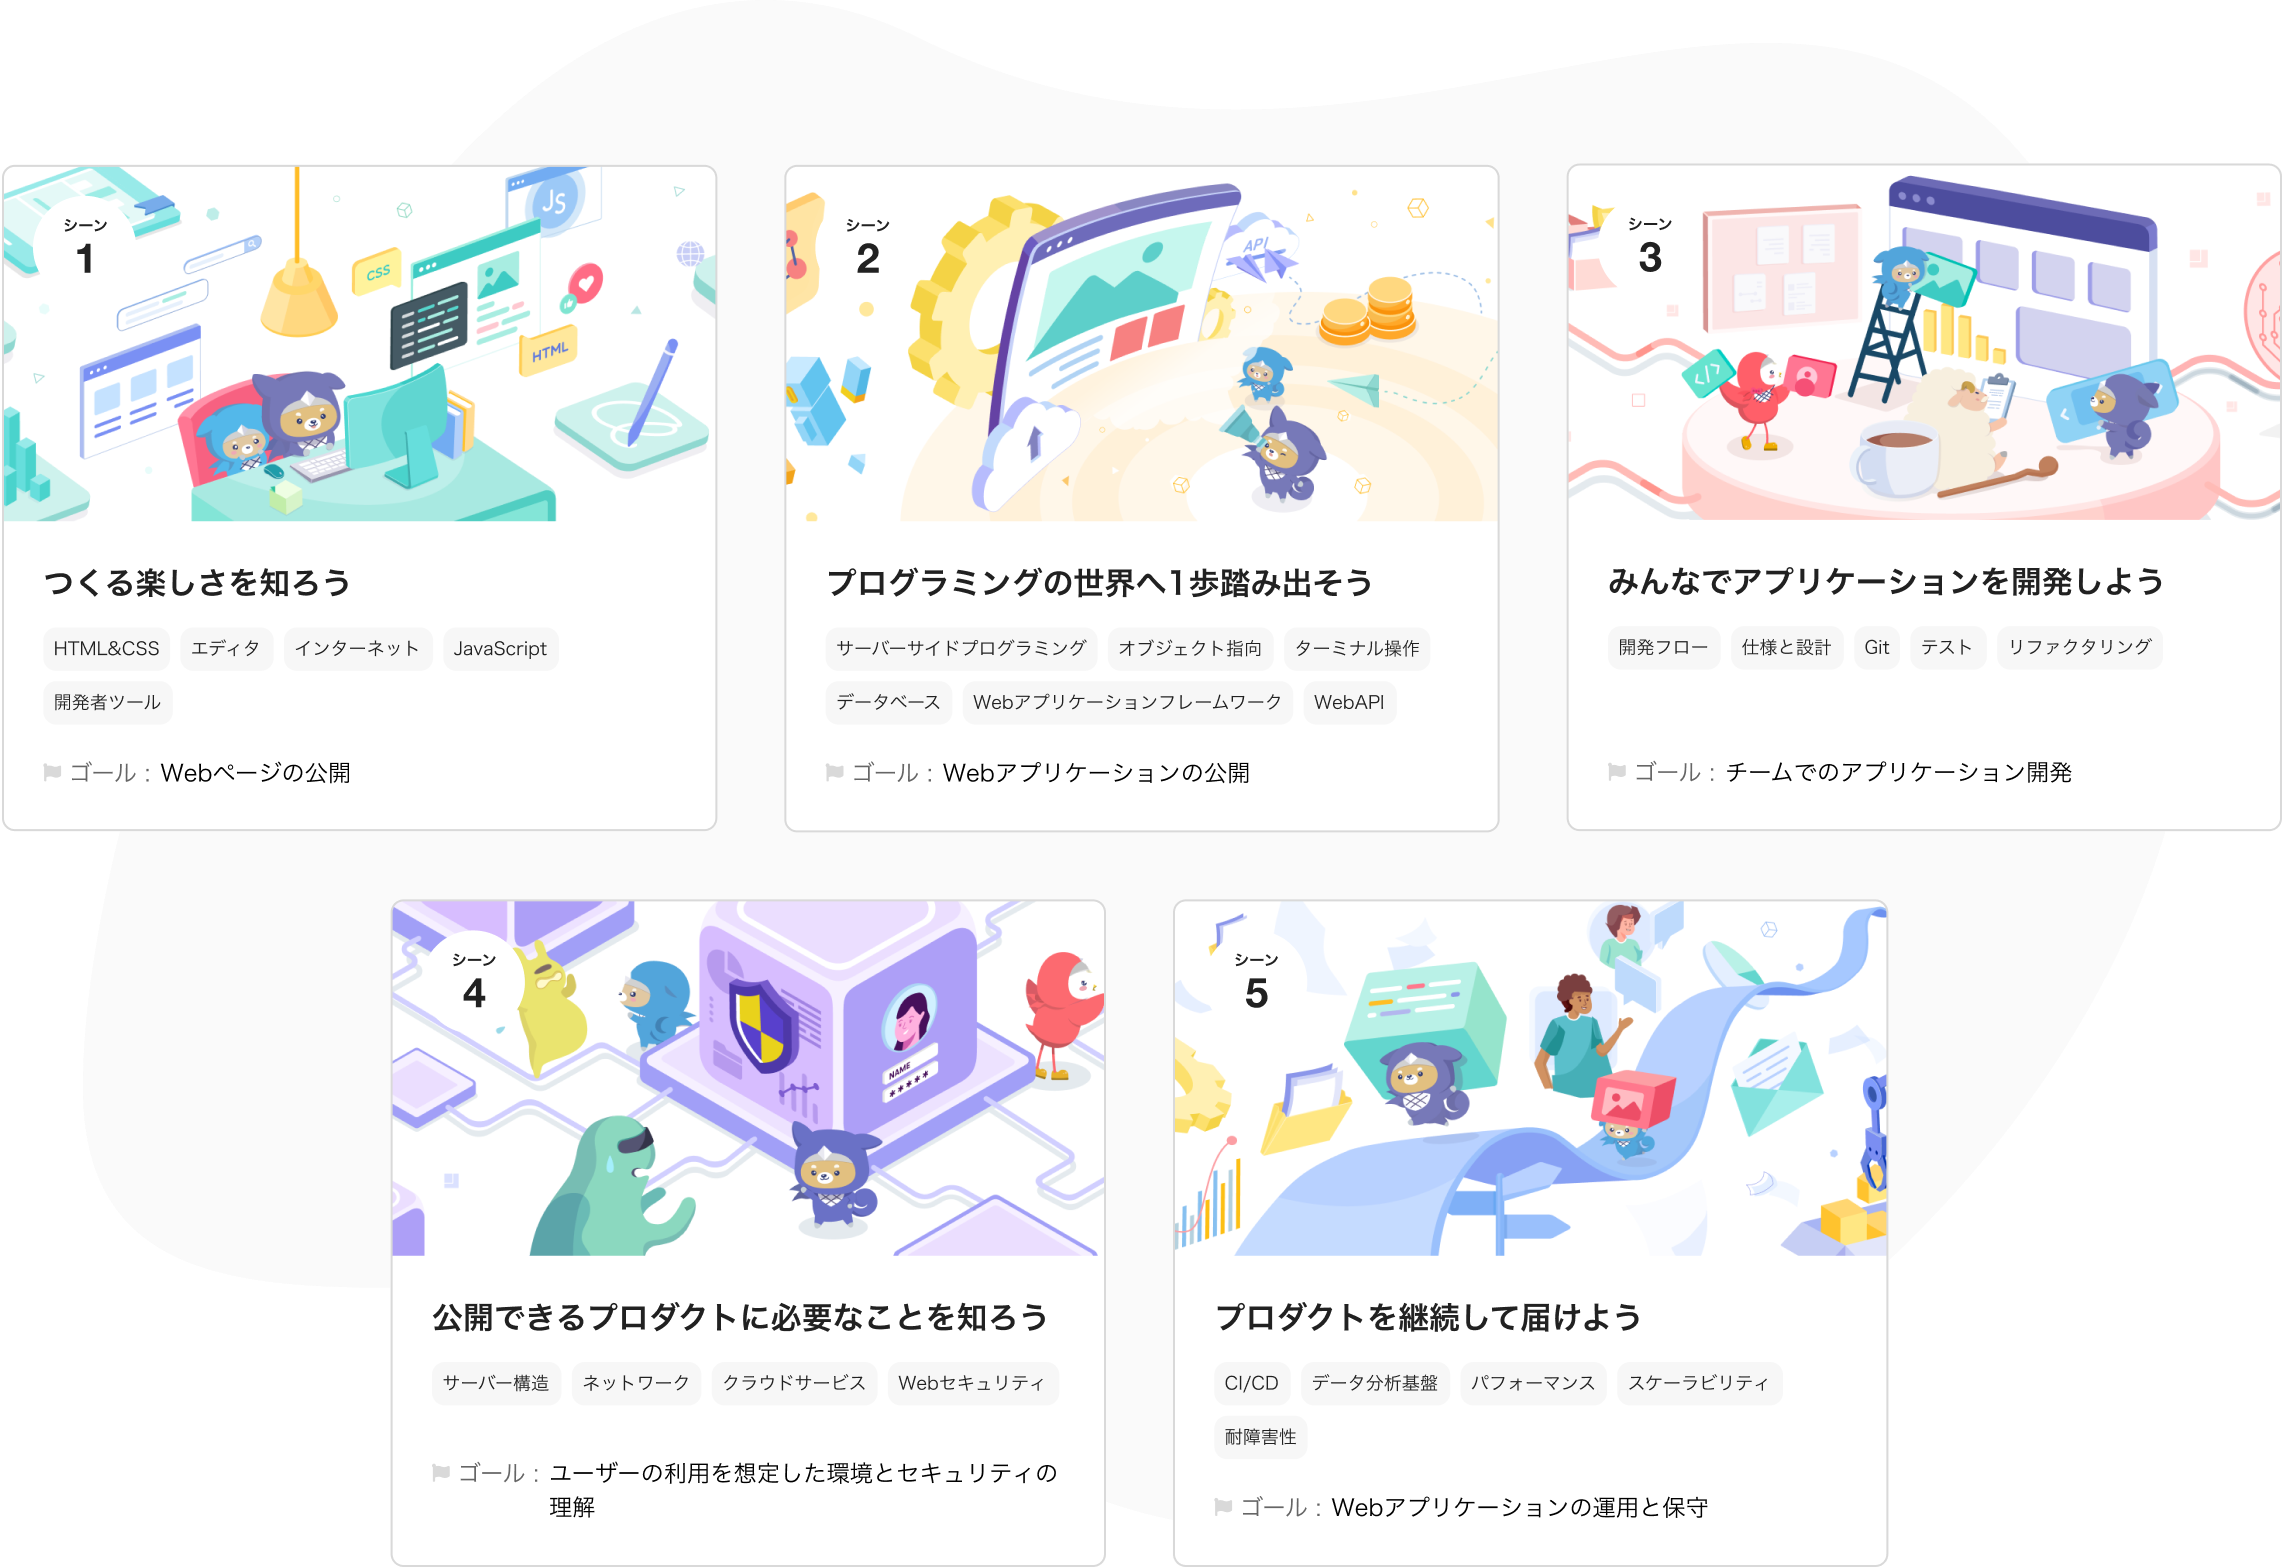 シーン
1
JS
CSS
HTML
つくる楽しさを知ろう
HTML&CSS エディタ インターネット JavaScript
開発者ツール
ゴール : Webページの公開
シーン
2
API
プログラミングの世界へ1歩踏み出そう
サーバーサイドプログラミング オブジェクト指向 ターミナル操作
データベース Webアプリケーションフレームワーク WebAPI
ゴール : Webアプリケーションの公開
シーン
3
</>
<
みんなでアプリケーションを開発しよう
開発フロー 仕様と設計 Git テスト リファクタリング
ゴール : チームでのアプリケーション開発
シーン
4
NAME
*****
公開できるプロダクトに必要なことを知ろう
サーバー構造 ネットワーク クラウドサービス Webセキュリティ
ゴール : ユーザーの利用を想定した環境とセキュリティの
理解
シーン
5
プロダクトを継続して届けよう
CI/CD データ分析基盤 パフォーマンス スケーラビリティ
耐障害性
ゴール : Webアプリケーションの運用と保守